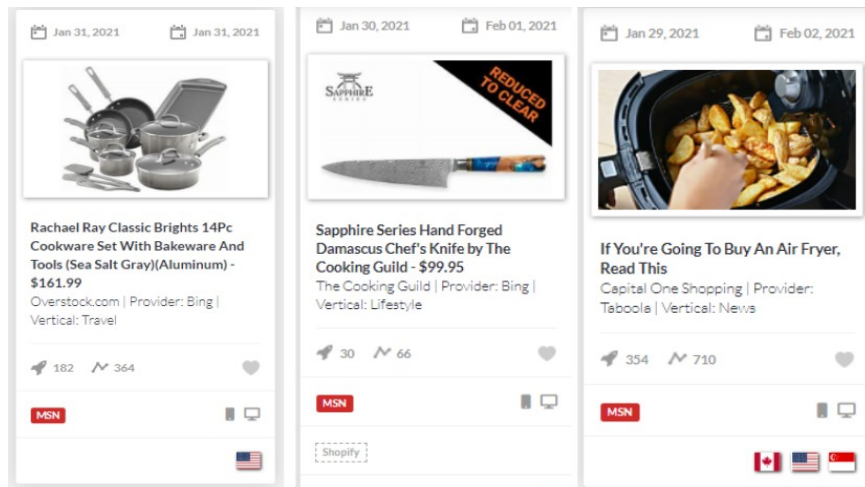 Jan 31, 2021
Jan 31, 2021
Rachael Ray Classic Brights 14Pc
Cookware Set With Bakeware And
Tools (Sea Salt Gray)(Aluminum) -
$161.99
Overstock.com | Provider: Bing |
Vertical: Travel
182
364
MSN
Jan 30, 2021
Feb 01, 2021
SAPPHIRE
SERIES
REDUCED
TO CLEAR
Sapphire Series Hand Forged
Damascus Chef's Knife by The
Cooking Guild - $99.95
The Cooking Guild | Provider: Bing |
Vertical: Lifestyle
30
66
MSN
Shopify
Jan 29, 2021
Feb 02, 2021
If You're Going To Buy An Air Fryer,
Read This
Capital One Shopping | Provider:
Taboola | Vertical: News
354
710
MSN